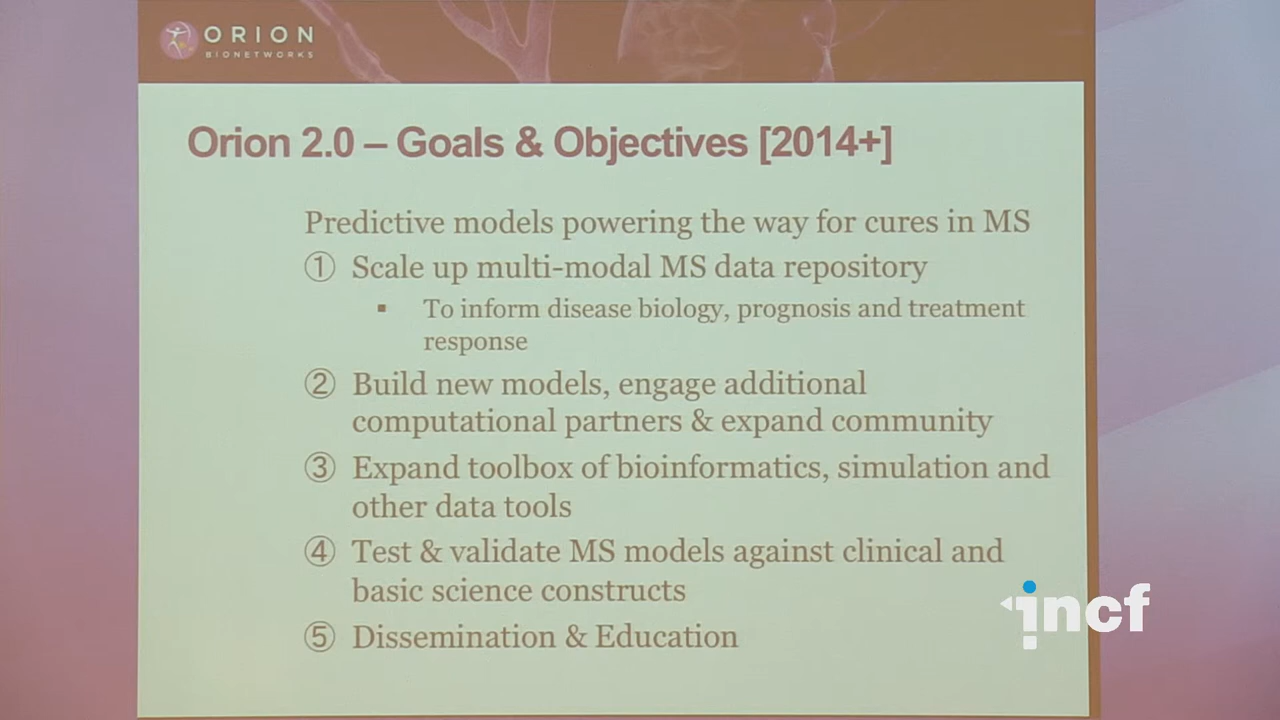 ORION
BIONETWORKS
Orion 2.0 – Goals & Objectives [2014+]
Predictive models powering the way for cures in MS
① Scale up multi-modal MS data repository
▪ To inform disease biology, prognosis and treatment
response
② Build new models, engage additional
computational partners & expand community
③ Expand toolbox of bioinformatics, simulation and
other data tools
④ Test & validate MS models against clinical and
basic science constructs
⑤ Dissemination & Education
incf